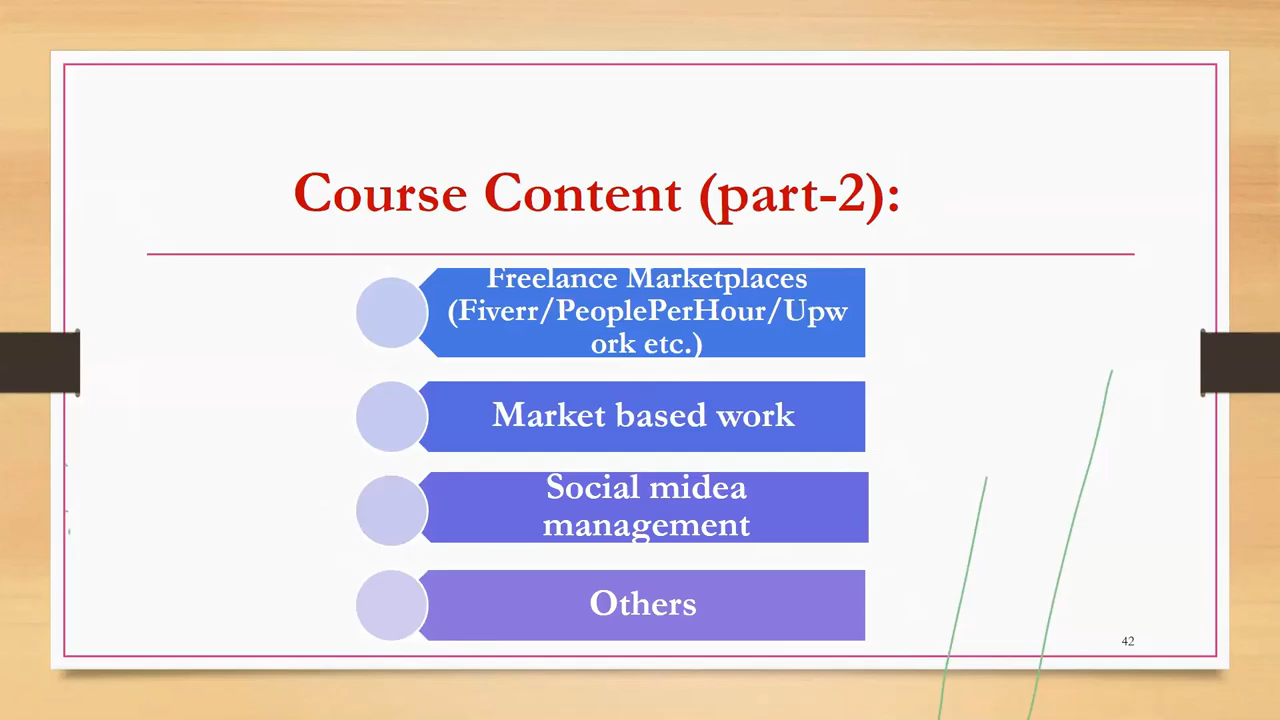 Course Content (part-2):
Freelance Marketplaces
(Fiverr/PeoplePerHour/Upw
ork etc.)
Market based work
Social midea
management
Others
42